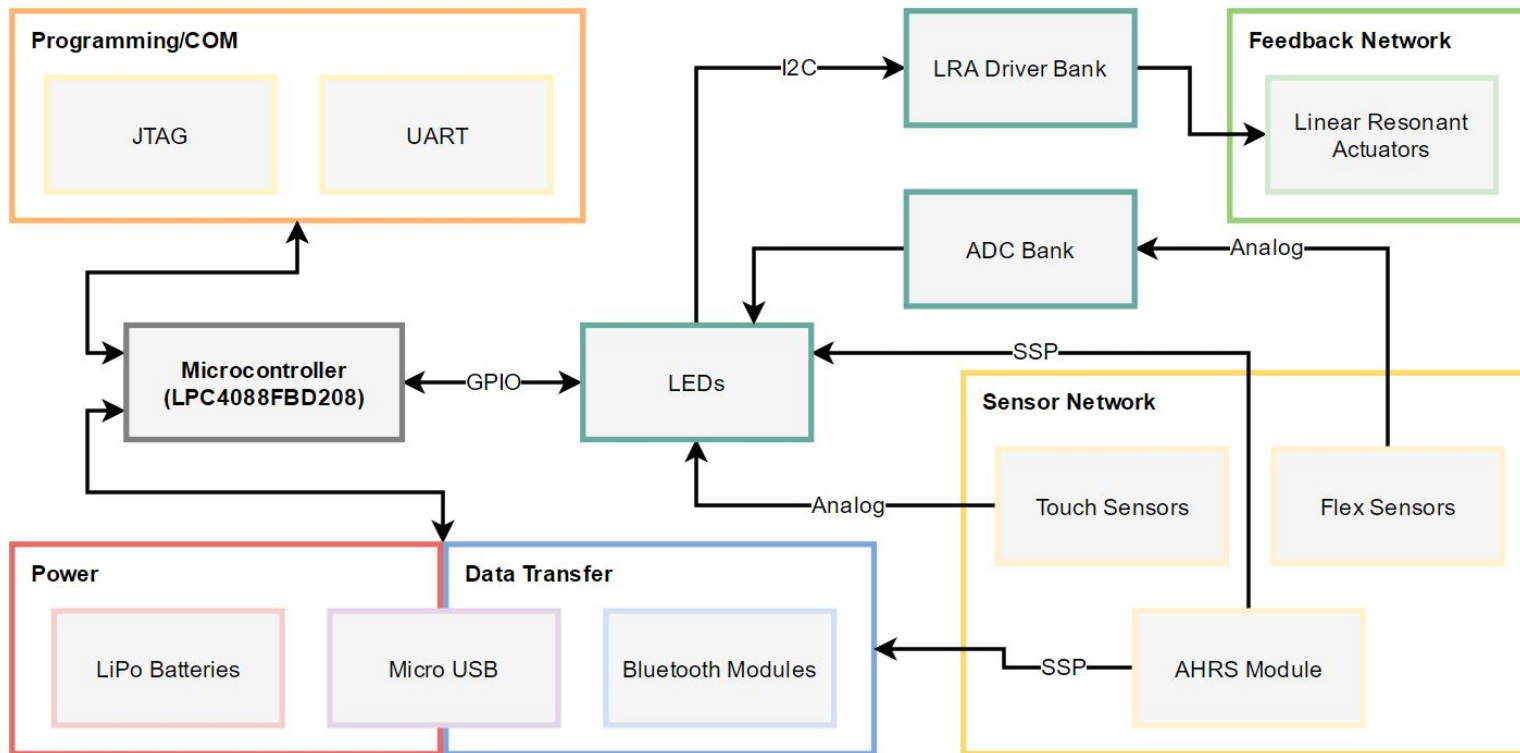 Programming/COM
JTAG
UART
I2C
LRA Driver Bank
Feedback Network
Linear Resonant
Actuators
ADC Bank
Analog
Microcontroller
(LPC4088FBD208)
GPIO
LEDs
SSP
Sensor Network
Analog
Touch Sensors
Flex Sensors
Power
LiPo Batteries
Micro USB
Data Transfer
Bluetooth Modules
SSP
AHRS Module